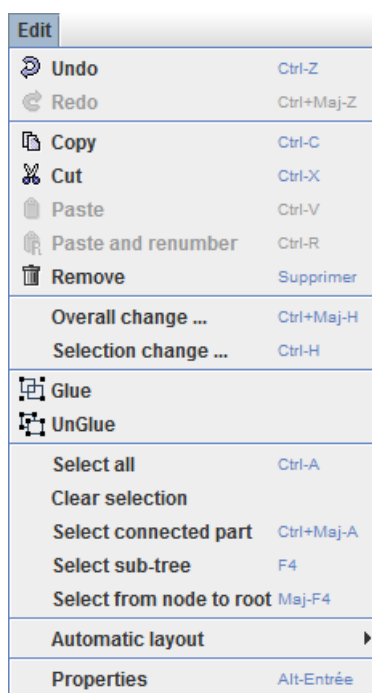 Edit
Undo Ctrl-Z
Redo Ctrl+Maj-Z
Copy Ctrl-C
Cut Ctrl-X
Paste Ctrl-V
Paste and renumber Ctrl-R
Remove Supprimer
Overall change ... Ctrl+Maj-H
Selection change ... Ctrl-H
Glue
UnGlue
Select all Ctrl-A
Clear selection
Select connected part Ctrl+Maj-A
Select sub-tree F4
Select from node to root Maj-F4
Automatic layout
Properties Alt-Entrée